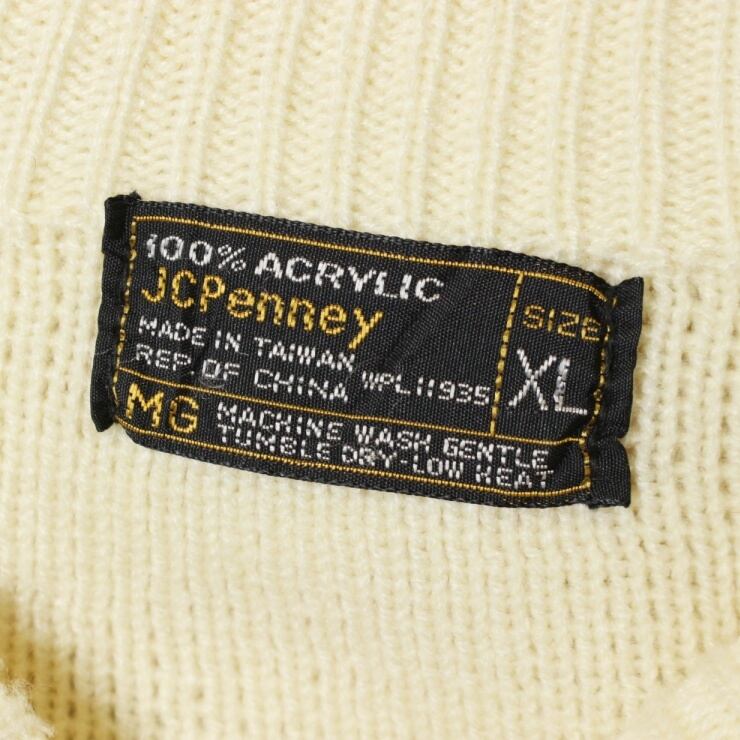 100% ACRYLIC
JCPenney
MADE IN TAIWAN
REP OF CHINA WPL 11935
SIZE
XL
MG MACHINE WASH GENTLE
TUMBLE DRY-LOW HEAT